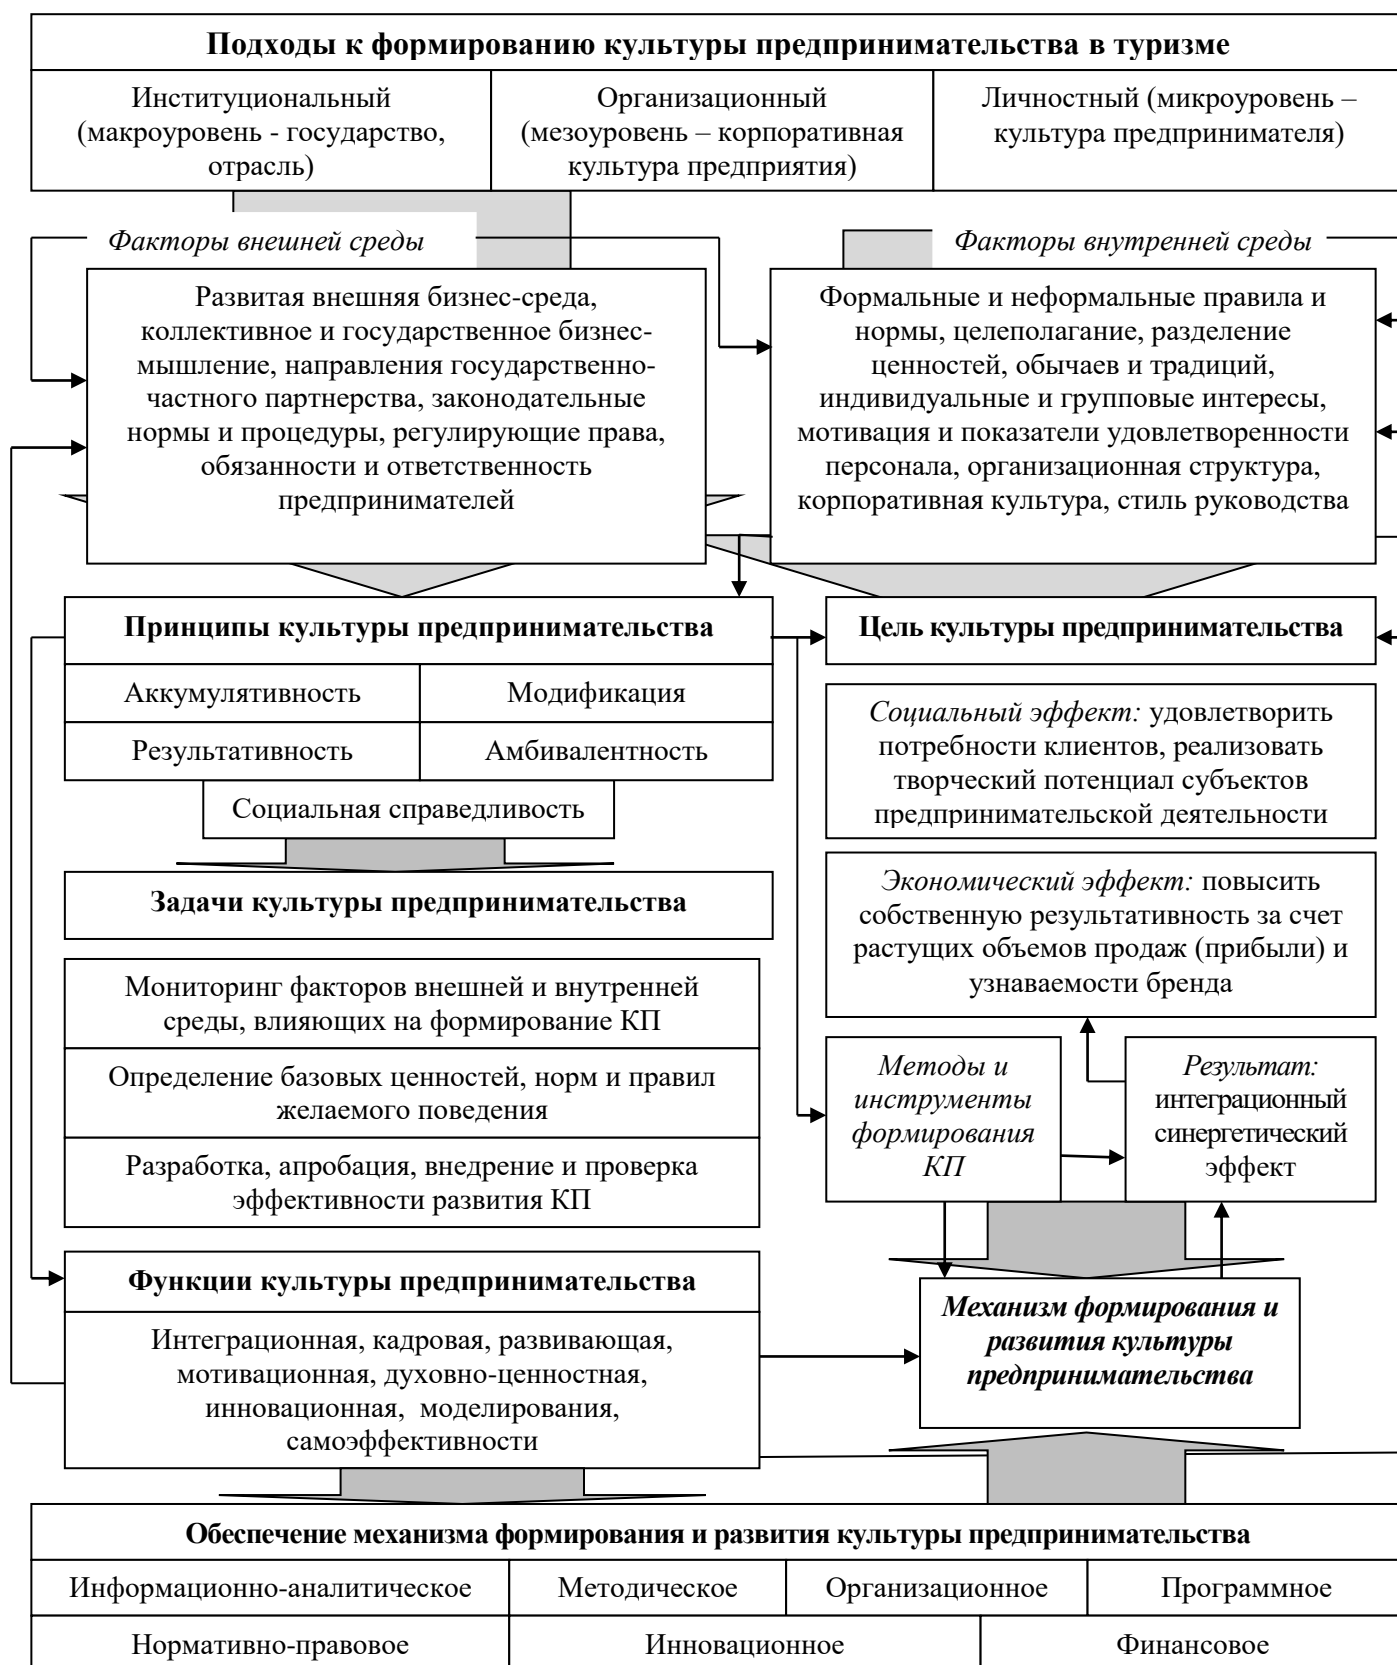 Подходы к формированию культуры предпринимательства в туризме
Институциональный
(макроуровень - государство,
отрасль)
Организационный
(мезоуровень – корпоративная
культура предприятия)
Личностный (микроуровень –
культура предпринимателя)
Факторы внешней среды
Факторы внутренней среды
Развитая внешняя бизнес-среда,
коллективное и государственное бизнес-
мышление, направления государственно-
частного партнерства, законодательные
нормы и процедуры, регулирующие права,
обязанности и ответственность
предпринимателей
Формальные и неформальные правила и
нормы, целеполагание, разделение
ценностей, обычаев и традиций,
индивидуальные и групповые интересы,
мотивация и показатели удовлетворенности
персонала, организационная структура,
корпоративная культура, стиль руководства
Принципы культуры предпринимательства
Аккумулятивность
Модификация
Результативность
Амбивалентность
Социальная справедливость
Цель культуры предпринимательства
Социальный эффект: удовлетворить
потребности клиентов, реализовать
творческий потенциал субъектов
предпринимательской деятельности
Экономический эффект: повысить
собственную результативность за счет
растущих объемов продаж (прибыли) и
узнаваемости бренда
Задачи культуры предпринимательства
Мониторинг факторов внешней и внутренней
среды, влияющих на формирование КП
Определение базовых ценностей, норм и правил
желаемого поведения
Разработка, апробация, внедрение и проверка
эффективности развития КП
Методы и
инструменты
формирования
КП
Результат:
интеграционный
синергетический
эффект
Функции культуры предпринимательства
Интеграционная, кадровая, развивающая,
мотивационная, духовно-ценностная,
инновационная,  моделирования,
самоэффективности
Механизм формирования и
развития культуры
предпринимательства
Обеспечение механизма формирования и развития культуры предпринимательства
Информационно-аналитическое
Методическое
Организационное
Программное
Нормативно-правовое
Инновационное
Финансовое